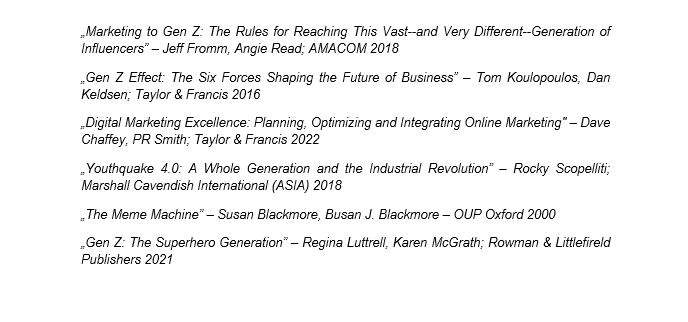 „Marketing to Gen Z: The Rules for Reaching This Vast--and Very Different--Generation of
Influencers” – Jeff Fromm, Angie Read; AMACOM 2018
„Gen Z Effect: The Six Forces Shaping the Future of Business” – Tom Koulopoulos, Dan
Keldsen; Taylor & Francis 2016
„Digital Marketing Excellence: Planning, Optimizing and Integrating Online Marketing" – Dave
Chaffey, PR Smith; Taylor & Francis 2022
„Youthquake 4.0: A Whole Generation and the Industrial Revolution” – Rocky Scopelliti;
Marshall Cavendish International (ASIA) 2018
„The Meme Machine” – Susan Blackmore, Busan J. Blackmore – OUP Oxford 2000
„Gen Z: The Superhero Generation” – Regina Luttrell, Karen McGrath; Rowman & Littlefireld
Publishers 2021